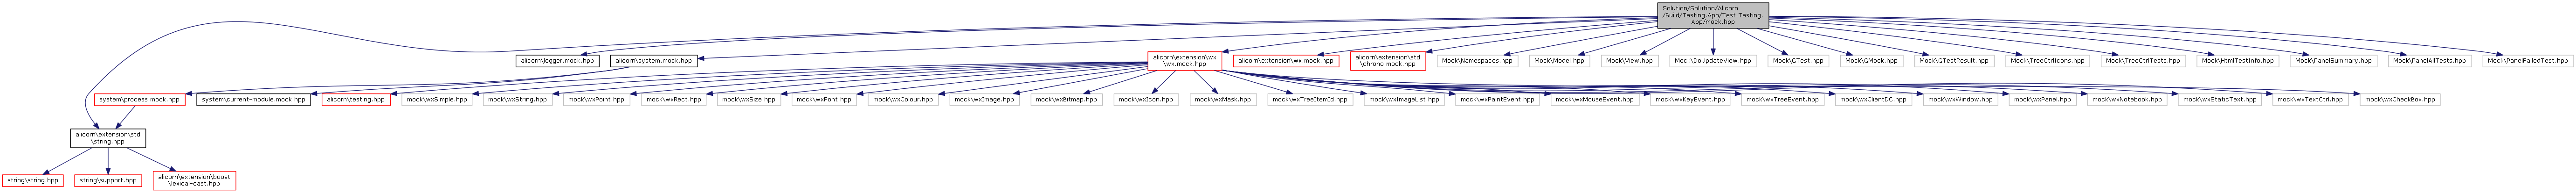 Solution/Solution/Alicorn
/Build/Testing.App/Test.Testing.
App/mock.hpp
alicorn\logger.mock.hpp
alicorn\system.mock.hpp
alicorn\extension\wx
\wx.mock.hpp
alicorn\extension\wx.mock.hpp
alicorn\extension\std
\chrono.mock.hpp
Mock\Namespaces.hpp
Mock\Model.hpp
Mock\View.hpp
Mock\DoUpdateView.hpp
Mock\GTest.hpp
Mock\GMock.hpp
Mock\GTestResult.hpp
Mock\TreeCtrlIcons.hpp
Mock\TreeCtrlTests.hpp
Mock\HtmlTestInfo.hpp
Mock\PanelSummary.hpp
Mock\PanelAllTests.hpp
Mock\PanelFailedTest.hpp
system\process.mock.hpp
system\current-module.mock.hpp
alicorn\testing.hpp
mock\wxSimple.hpp
mock\wxString.hpp
mock\wxPoint.hpp
mock\wxRect.hpp
mock\wxSize.hpp
mock\wxFont.hpp
mock\wxColour.hpp
mock\wxImage.hpp
mock\wxBitmap.hpp
mock\wxIcon.hpp
mock\wxMask.hpp
mock\wxTreeItemId.hpp
mock\wxImageList.hpp
mock\wxPaintEvent.hpp
mock\wxMouseEvent.hpp
mock\wxKeyEvent.hpp
mock\wxTreeEvent.hpp
mock\wxClientDC.hpp
mock\wxWindow.hpp
mock\wxPanel.hpp
mock\wxNotebook.hpp
mock\wxStaticText.hpp
mock\wxTextCtrl.hpp
mock\wxCheckBox.hpp
alicorn\extension\std
\string.hpp
string\string.hpp
string\support.hpp
alicorn\extension\boost
\lexical-cast.hpp